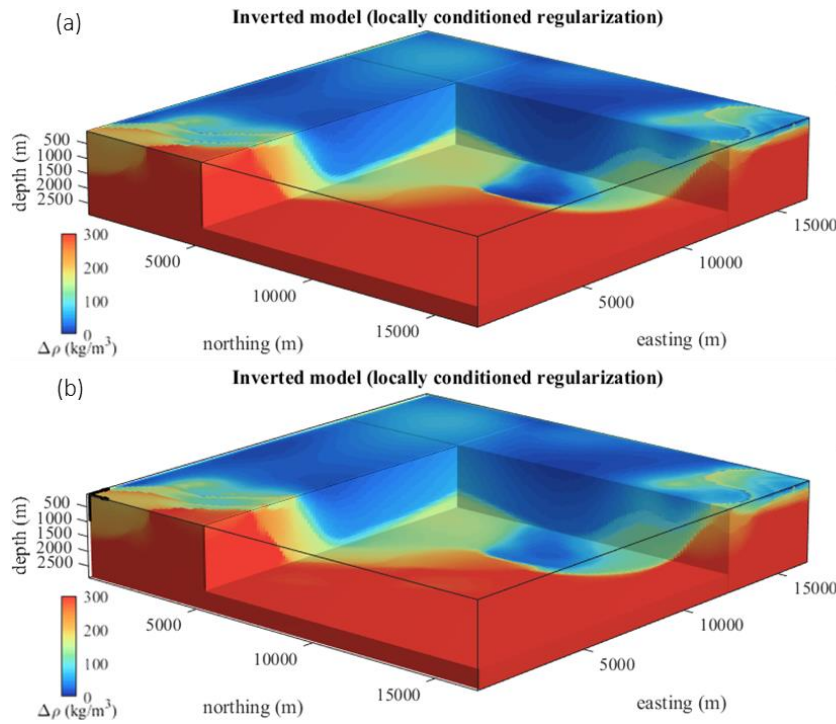 (a)
Inverted model (locally conditioned regularization)
depth (m)
500
1000
1500
2000
2500
300
200
100
0
Δρ (kg/m³)
5000
10000
15000
northing (m)
5000
10000
15000
easting (m)
(b)
Inverted model (locally conditioned regularization)
depth (m)
500
1000
1500
2000
2500
300
200
100
0
Δρ (kg/m³)
5000
10000
15000
northing (m)
5000
10000
15000
easting (m)